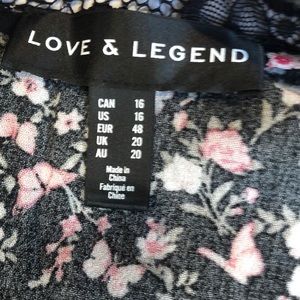 LOVE & LEGEND
CAN 16
US 16
EUR 48
UK 20
AU 20
Made in
China
Fabriqué en
Chine